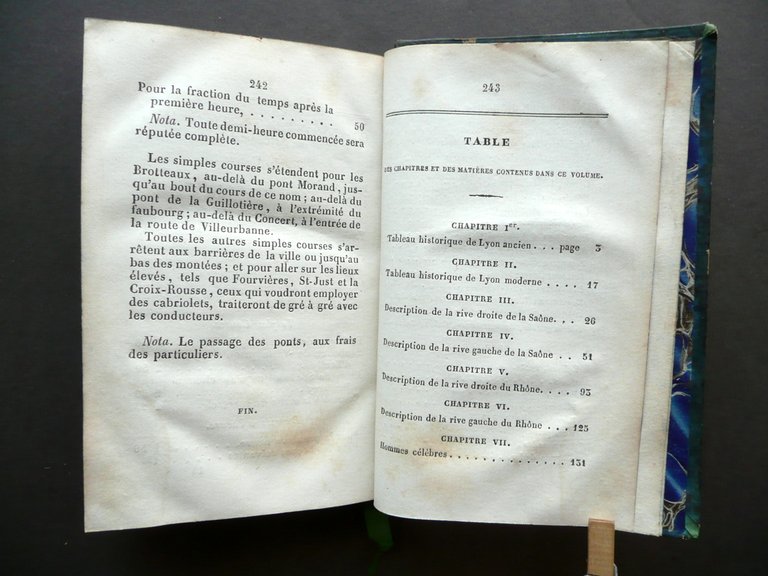 242
Pour la fraction du temps après la
première heure, . . . . . . . . . 50
Nota. Toute demi-heure commencée sera
réputée complète.
Les simples courses s'étendent pour les
Brotteaux, au-delà du pont Morand, jus-
qu'au bout du cours de ce nom; au-delà du
pont de la Guillotière, à l'extrémité du
faubourg; au-delà du Concert, à l'entrée de
la route de Villeurbanne.
Toutes les autres simples courses s'ar-
rêtent aux barrières de la ville ou jusqu'au
bas des montées; et pour aller sur les lieux
élevés, tels que Fourvières, St-Just et la
Croix-Rousse, ceux qui voudront employer
des cabriolets, traiteront de gré à gré avec
les conducteurs.
Nota. Le passage des ponts, aux frais
des particuliers.
FIN.
243
TABLE
DES CHAPITRES ET DES MATIÈRES CONTENUS DANS CE VOLUME.
CHAPITRE Ier.
Tableau historique de Lyon ancien. . . page 3
CHAPITRE II.
Tableau historique de Lyon moderne . . . . 17
CHAPITRE III.
Description de la rive droite de la Saône. . . 26
CHAPITRE IV.
Description de la rive gauche de la Saône . . 51
CHAPITRE V.
Description de la rive droite du Rhône. . . . 93
CHAPITRE VI.
Description de la rive gauche du Rhône . . . 125
CHAPITRE VII.
Hommes célèbres. . . . . . . . . . . . . . . 131